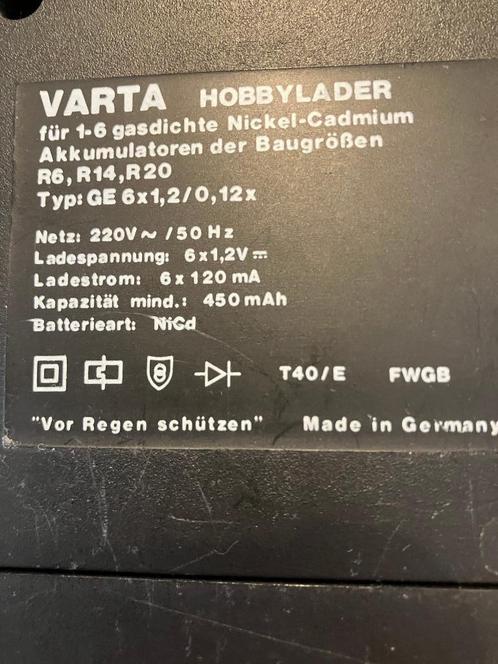 VARTA HOBBYLADER
für 1-6 gasdichte Nickel-Cadmium
Akkumulatoren der Baugrößen
R6, R14, R20
Typ: GE 6x1,2/0,12x
Netz: 220V ~ / 50 Hz
Ladespannung: 6x1,2V ⎓
Ladestrom: 6 x 120 mA
Kapazität mind.: 450 mAh
Batterieart: NiCd
T40/E FWGB
"Vor Regen schützen" Made in Germany